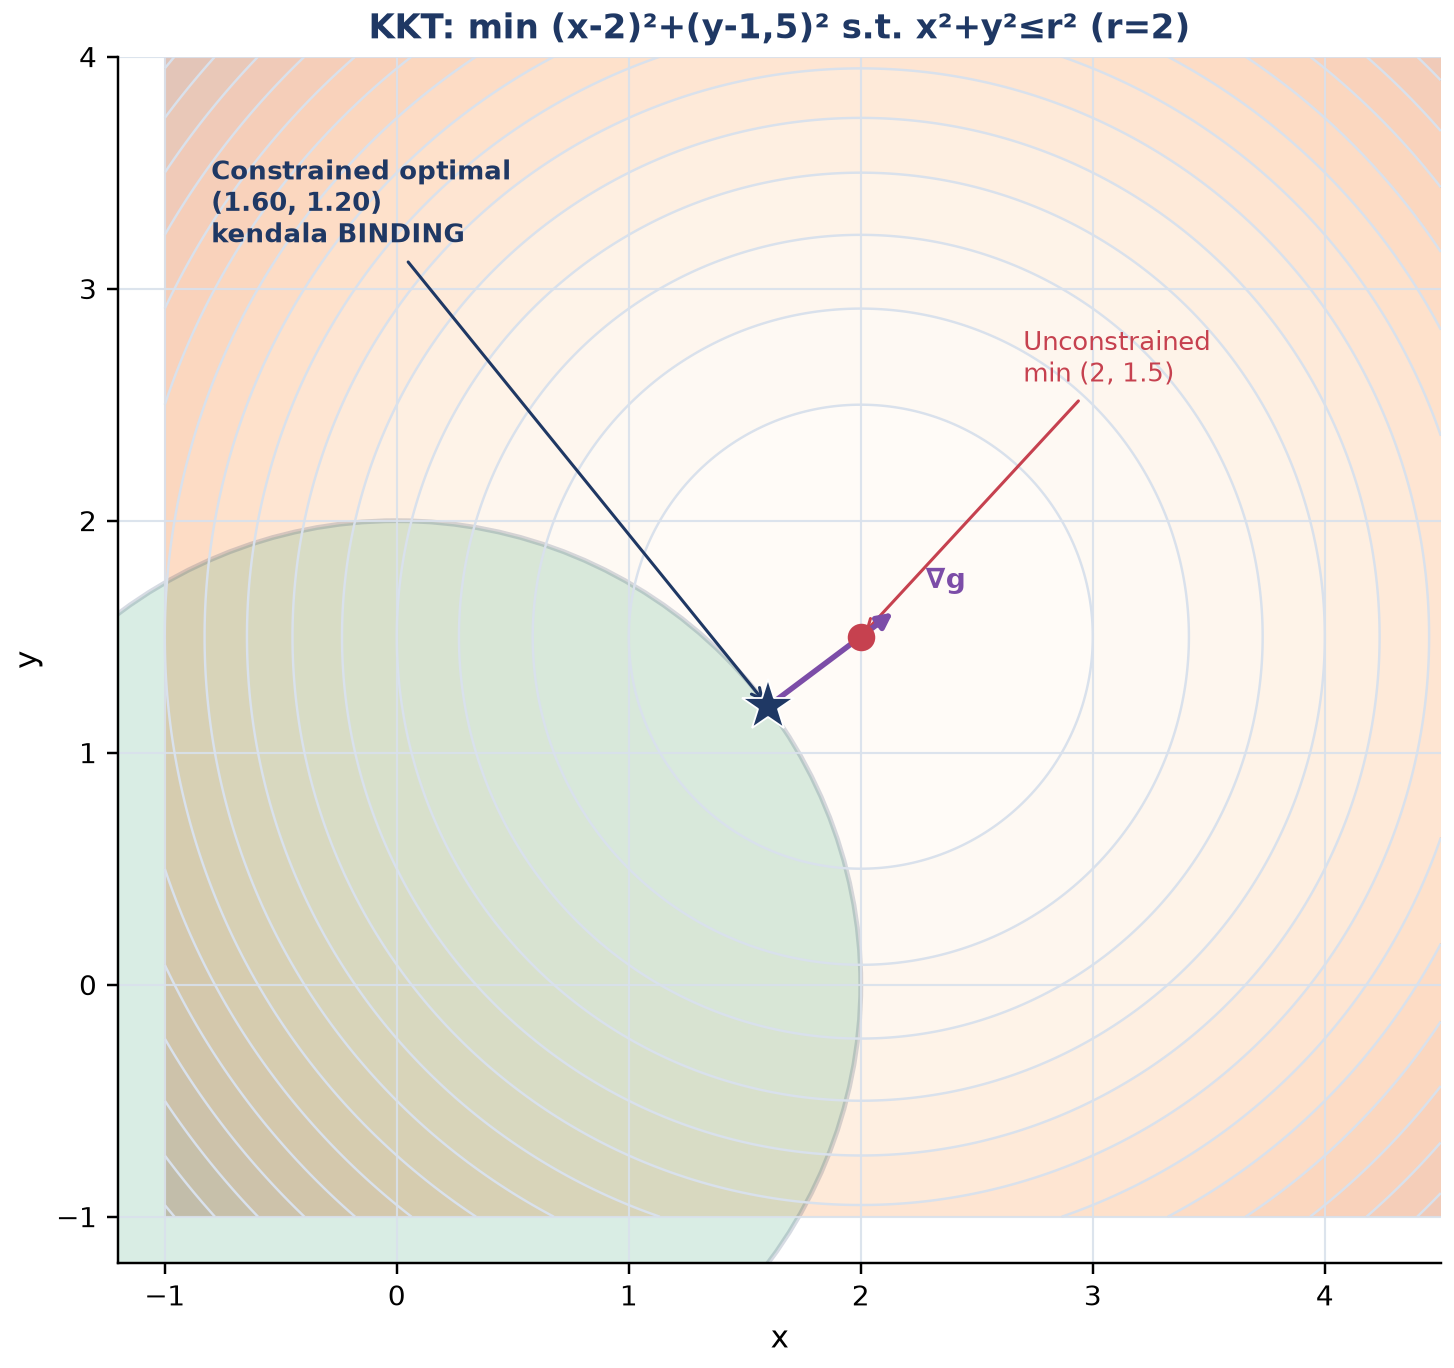 KKT: min (x-2)²+(y-1,5)² s.t. x²+y²≤r² (r=2)
4
Constrained optimal
(1.60, 1.20)
kendala BINDING
3
Unconstrained
min (2, 1.5)
2
∇g
y
1
0
−1
−1 0 1 2 3 4
x